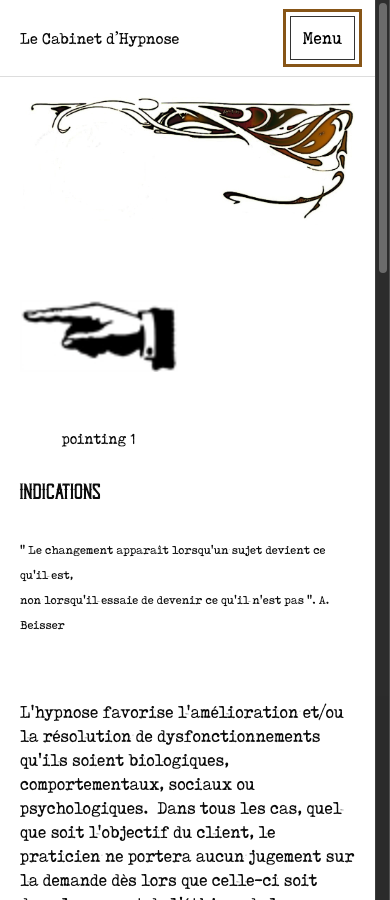 Le Cabinet d'Hypnose
Menu
pointing 1
INDICATIONS
" Le changement apparaît lorsqu'un sujet devient ce
qu'il est,
non lorsqu'il essaie de devenir ce qu'il n'est pas ". A.
Beisser
L'hypnose favorise l'amélioration et/ou
la résolution de dysfonctionnements
qu'ils soient biologiques,
comportementaux, sociaux ou
psychologiques. Dans tous les cas, quel
que soit l'objectif du client, le
praticien ne portera aucun jugement sur
la demande dès lors que celle-ci soit